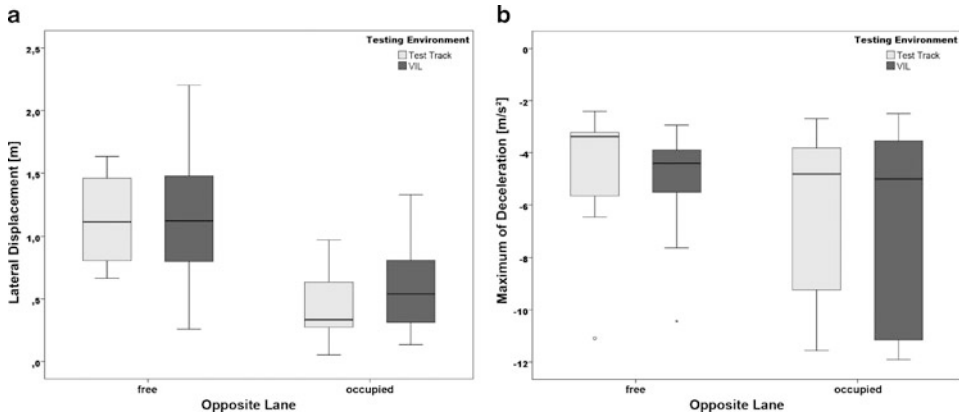 a
Testing Environment
Test Track
VIL
2,5
2,0
1,5
1,0
,5
,0
Lateral Displacement [m]
free
occupied
Opposite Lane
b
Testing Environment
Test Track
VIL
0
-2
-4
-6
-8
-10
-12
Maximum of Deceleration [m/s²]
free
occupied
Opposite Lane